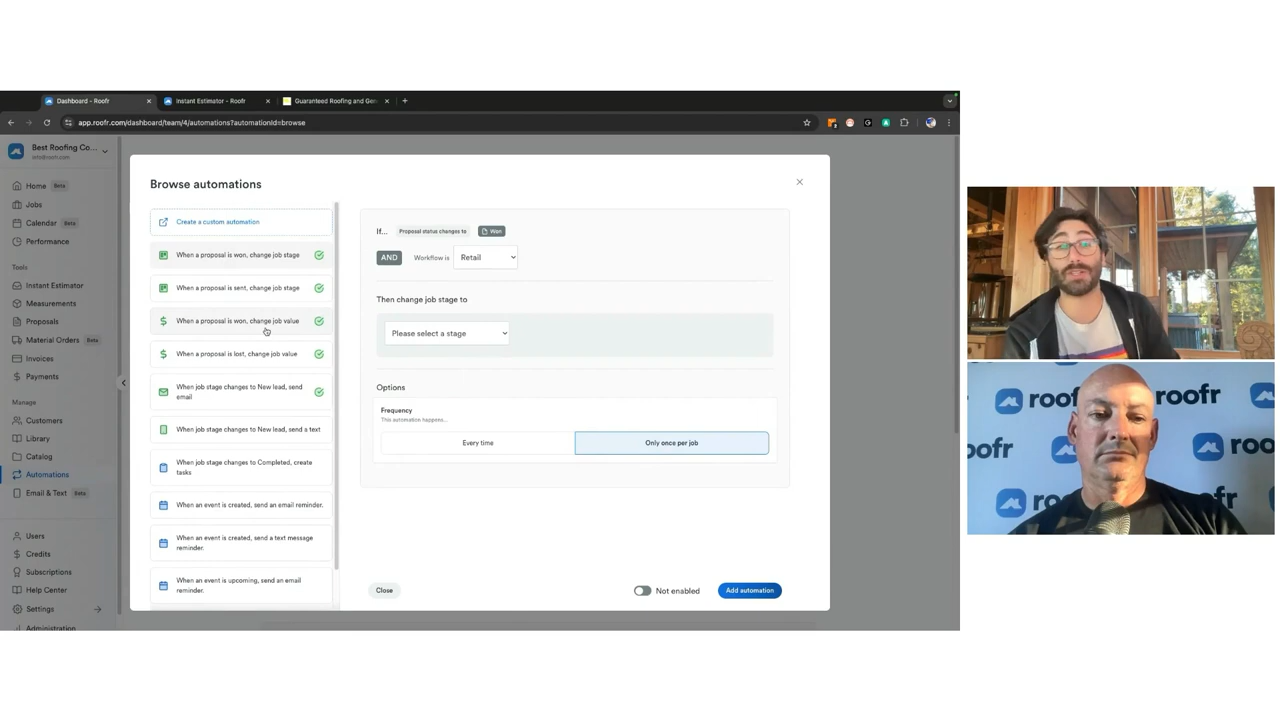 Dashboard - Roofr
Instant Estimator - Roofr
Guaranteed Roofing and Gen
app.roofr.com/dashboard/team/4/automations?automationId=browse
Best Roofing Co...
info@roofr.com
Home Beta
Jobs
Calendar Beta
Performance
Tools
Instant Estimator
Measurements
Proposals
Material Orders Beta
Invoices
Payments
Manage
Customers
Library
Catalog
Automations
Email & Text Beta
Users
Credits
Subscriptions
Help Center
Settings
Administration
Browse automations
Create a custom automation
When a proposal is won, change job stage
When a proposal is sent, change job stage
When a proposal is won, change job value
When a proposal is lost, change job value
When job stage changes to New lead, send
email
When job stage changes to New lead, send a text
When job stage changes to Completed, create
tasks
When an event is created, send an email reminder.
When an event is created, send a text message
reminder.
When an event is upcoming, send an email
reminder.
If... Proposal status changes to Won
AND Workflow is Retail
Then change job stage to
Please select a stage
Options
Frequency
This automation happens...
Every time Only once per job
Close
Not enabled
Add automation
roofr
roo
oofr
roofr
ro